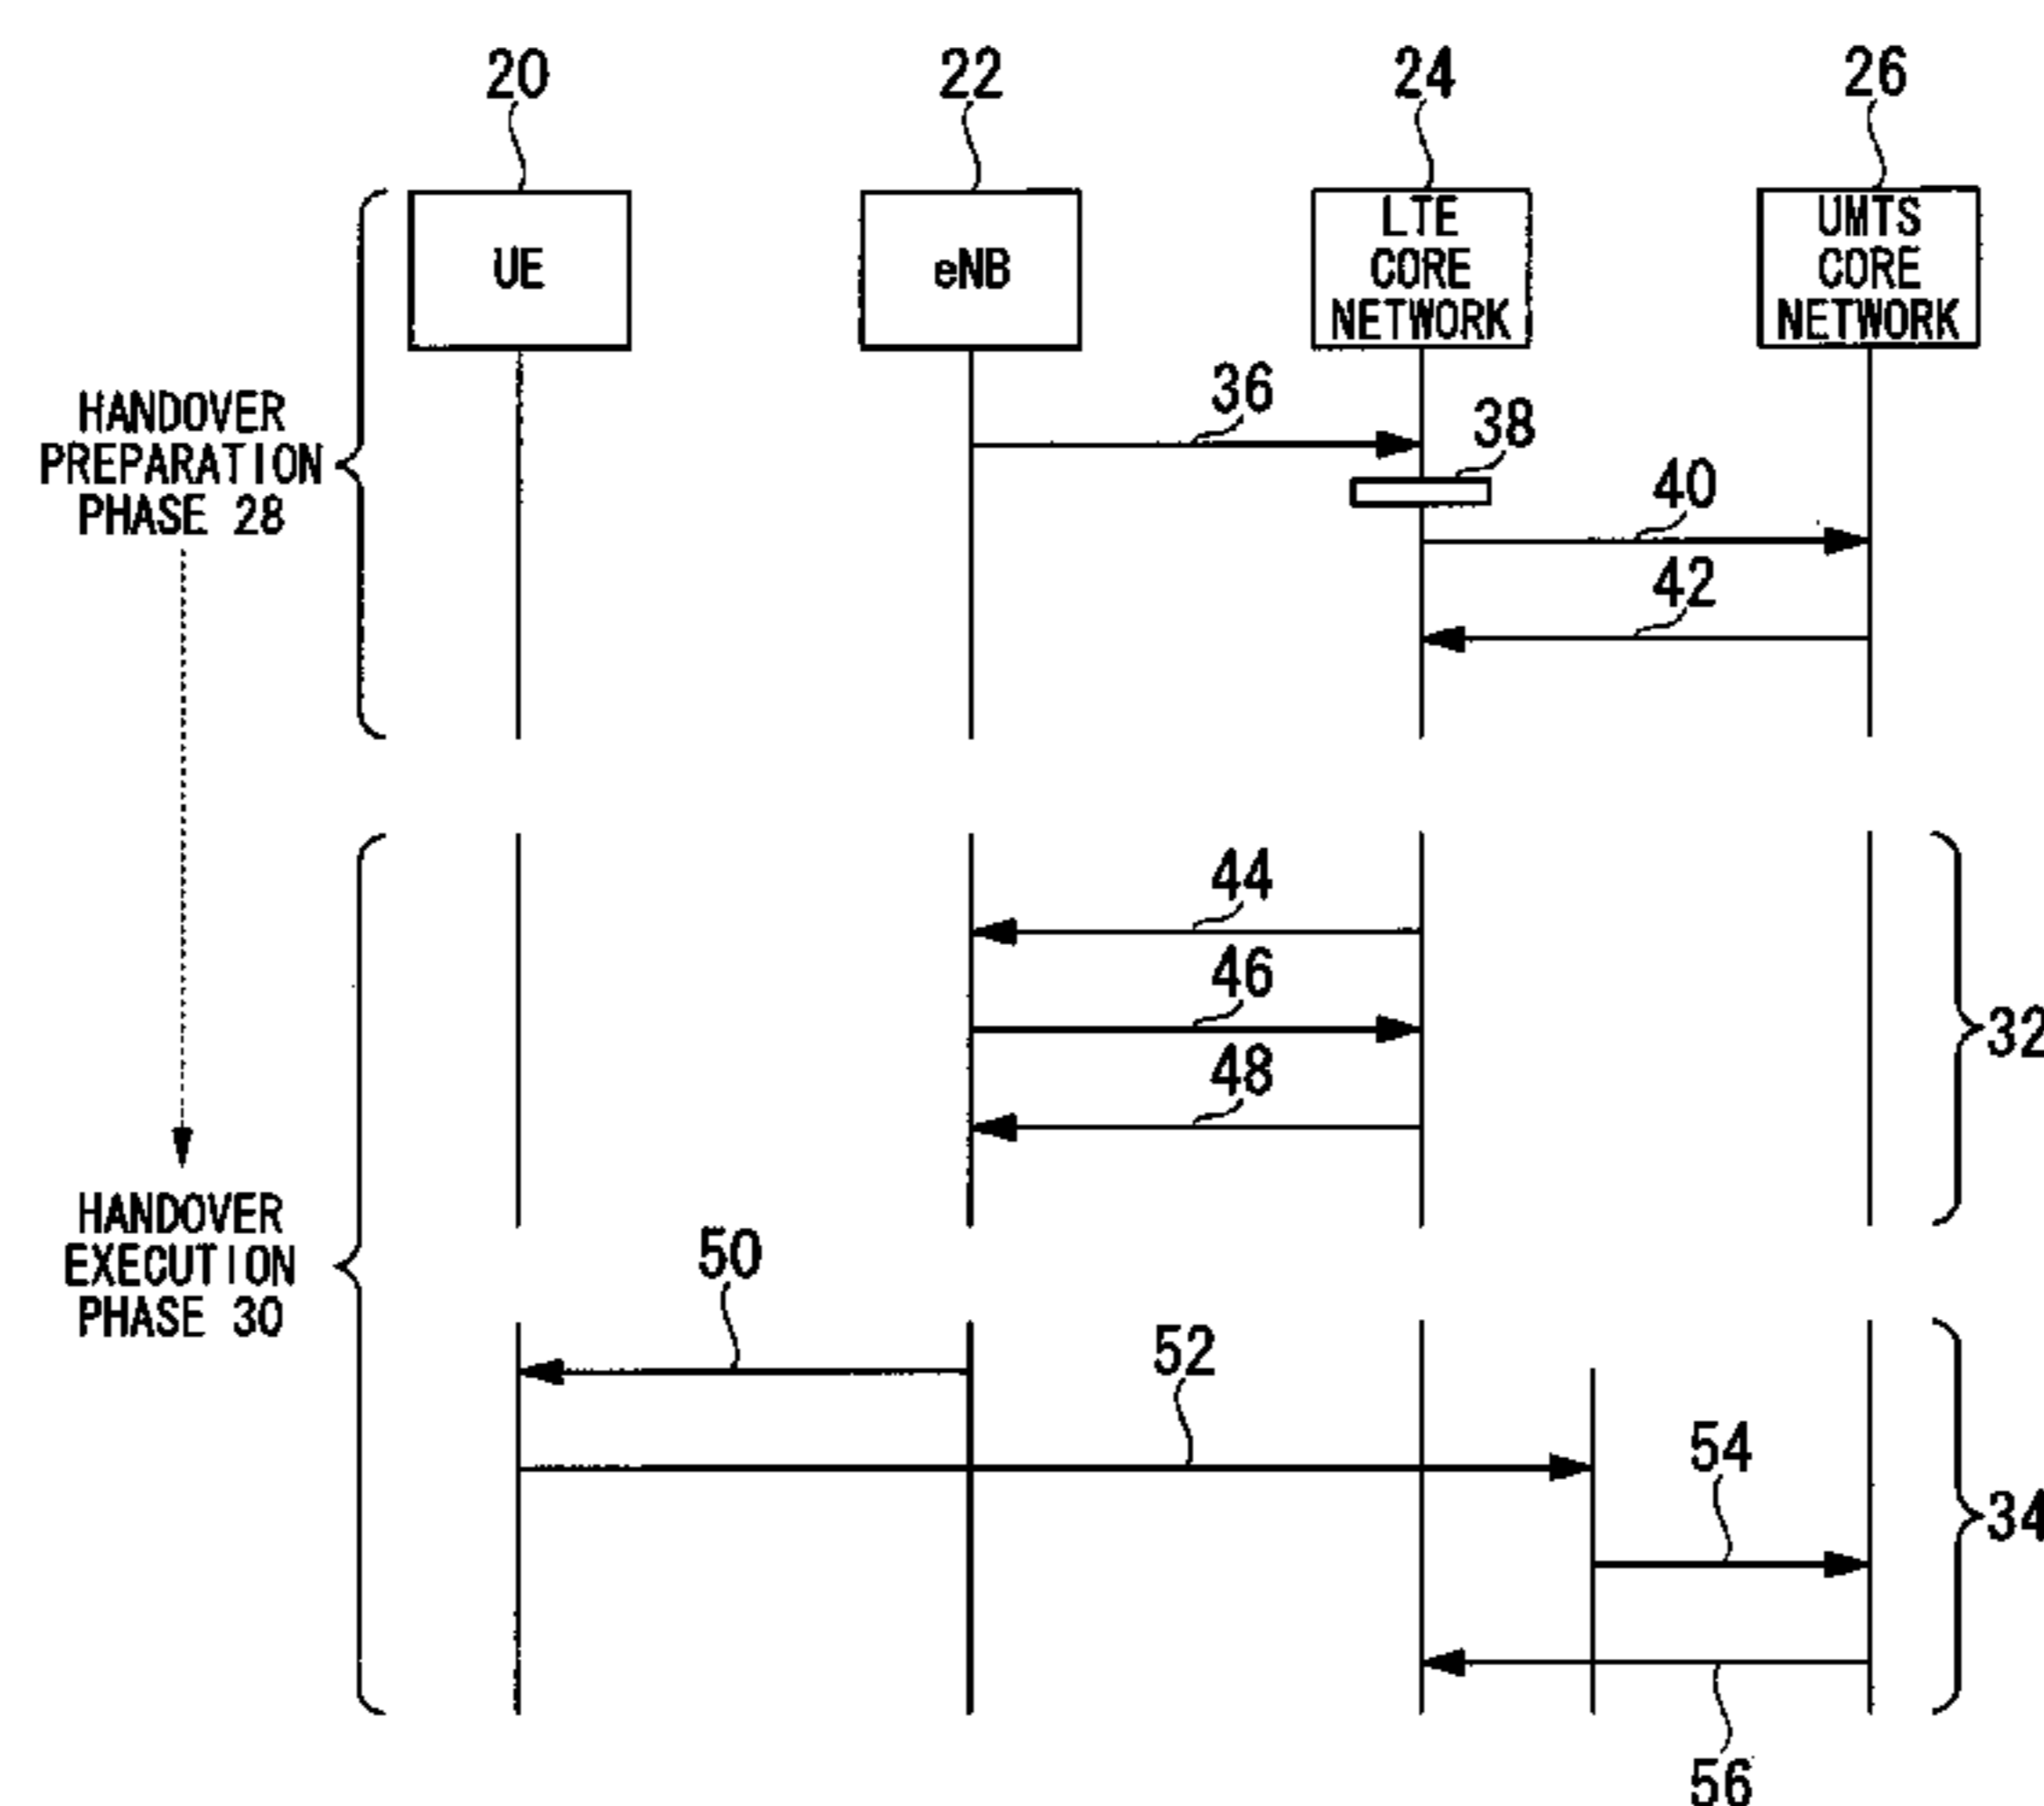 20
22
24
26
UE
eNB
LTE
CORE
NETWORK
UMTS
CORE
NETWORK
36
38
HANDOVER
PREPARATION
PHASE 28
40
42
44
46
32
48
HANDOVER
EXECUTION
PHASE 30
50
52
54
34
56